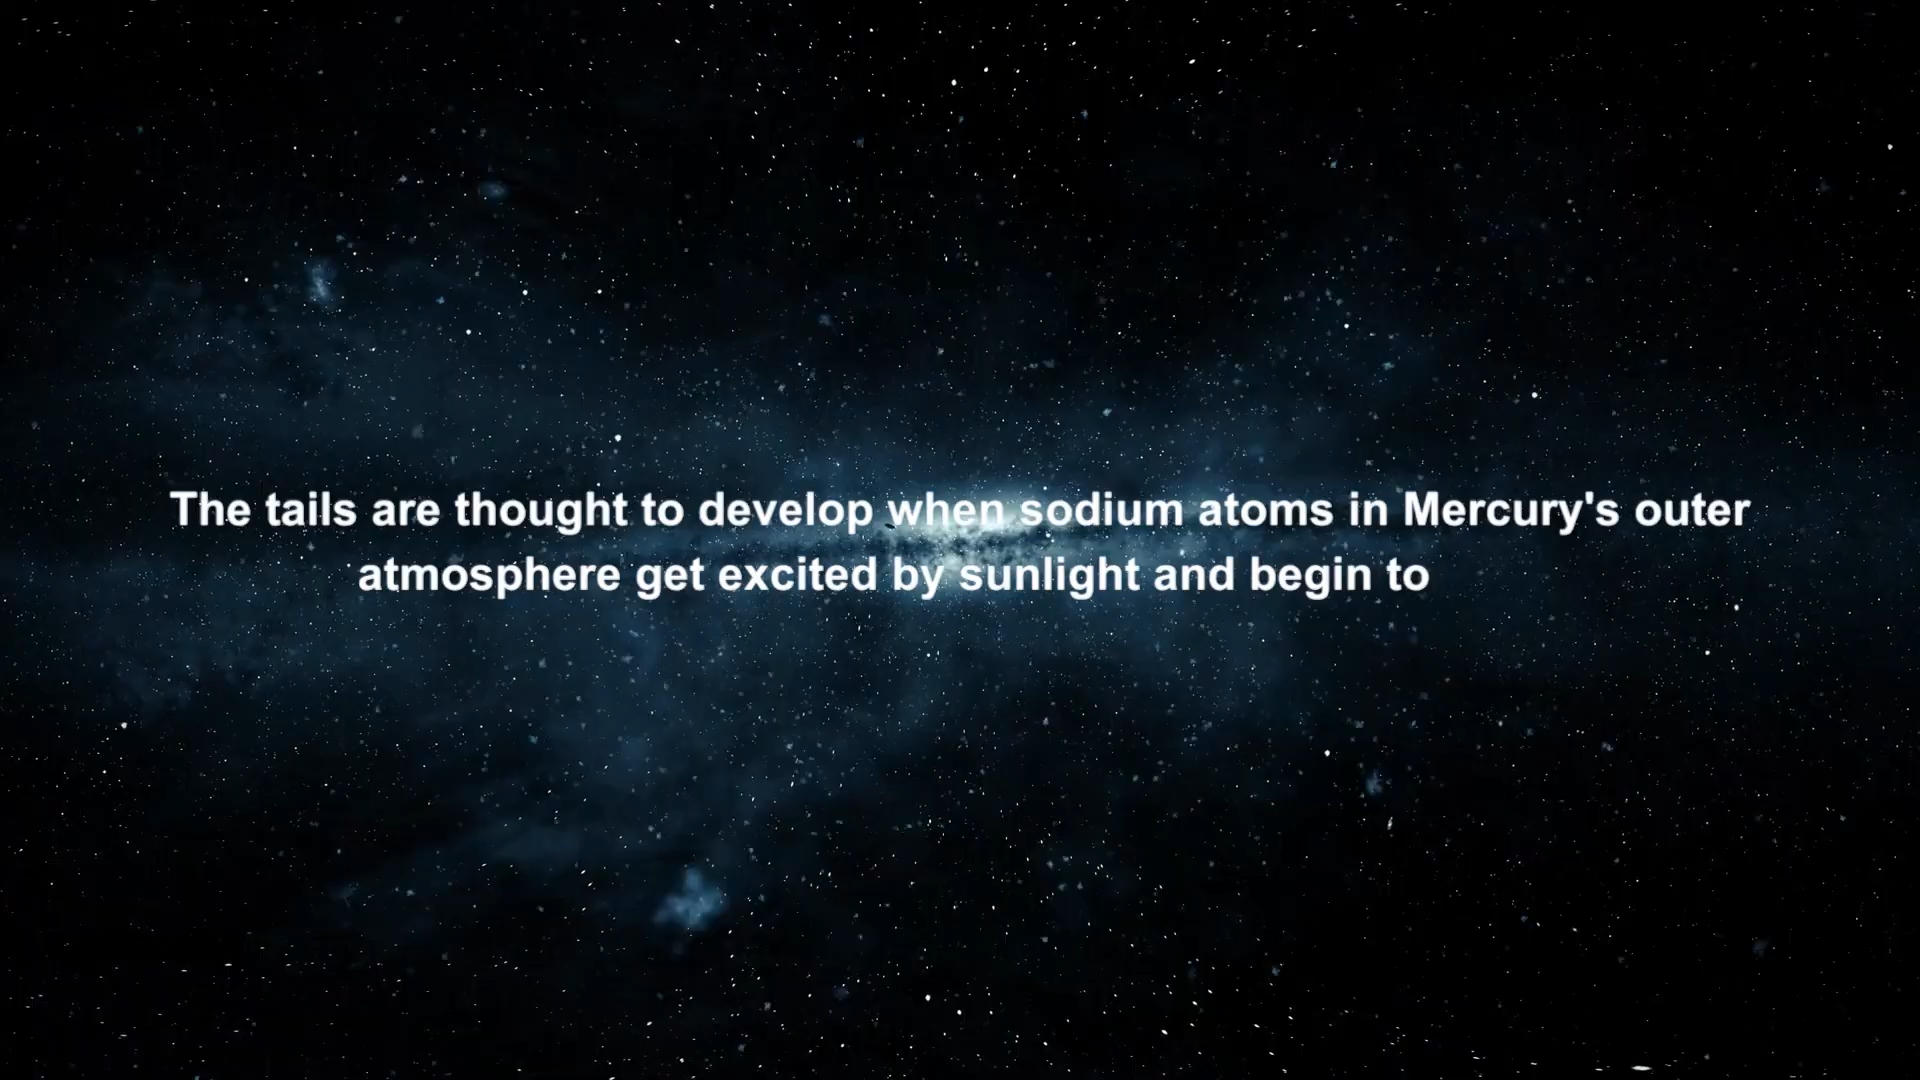 The tails are thought to develop when sodium atoms in Mercury's outer
atmosphere get excited by sunlight and begin to